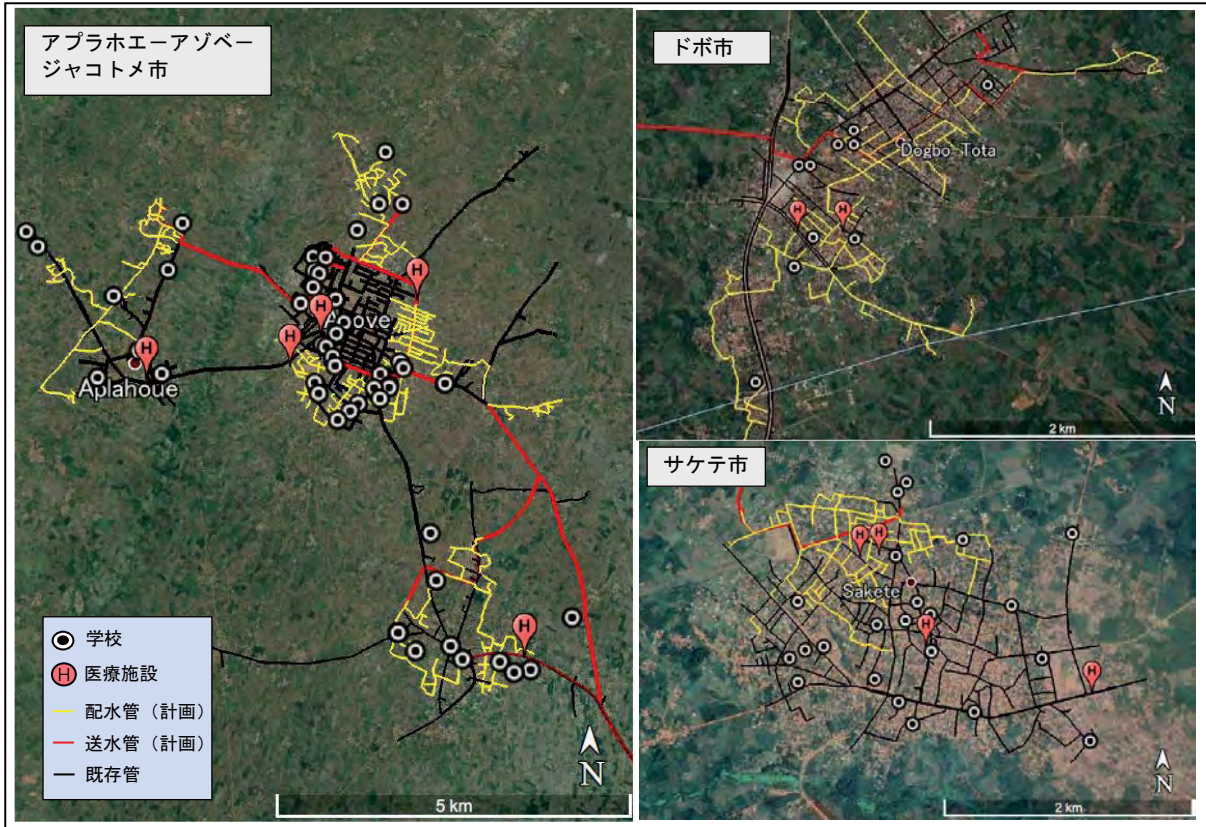 アプラホエーアゾベー
ジャコトメ市
H
H
H
Azove
H
Aplahoue
H
学校
H 医療施設
配水管（計画）
送水管（計画）
既存管
N
5 km
ドボ市
Dogbo-Tota
H
H
N
2 km
サケテ市
H
H
Sakete
H
H
N
2 km